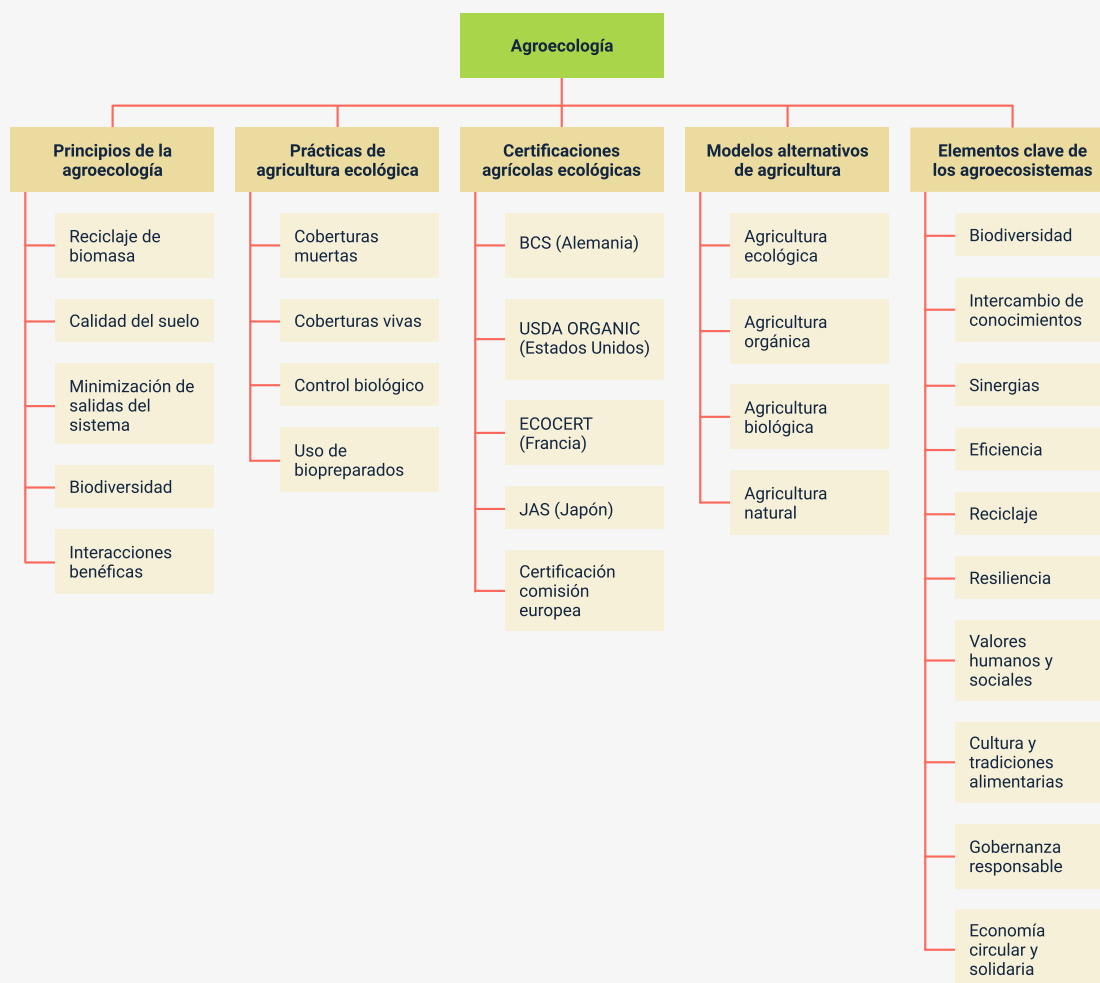 Agroecología
Principios de la
agroecología
Reciclaje de
biomasa
Calidad del suelo
Minimización de
salidas del
sistema
Biodiversidad
Interacciones
benéficas
Prácticas de
agricultura ecológica
Coberturas
muertas
Coberturas vivas
Control biológico
Uso de
biopreparados
Certificaciones
agrícolas ecológicas
BCS (Alemania)
USDA ORGANIC
(Estados Unidos)
ECOCERT
(Francia)
JAS (Japón)
Certificación
comisión
europea
Modelos alternativos
de agricultura
Agricultura
ecológica
Agricultura
orgánica
Agricultura
biológica
Agricultura
natural
Elementos clave de
los agroecosistemas
Biodiversidad
Intercambio de
conocimientos
Sinergias
Eficiencia
Reciclaje
Resiliencia
Valores
humanos y
sociales
Cultura y
tradiciones
alimentarias
Gobernanza
responsable
Economía
circular y
solidaria